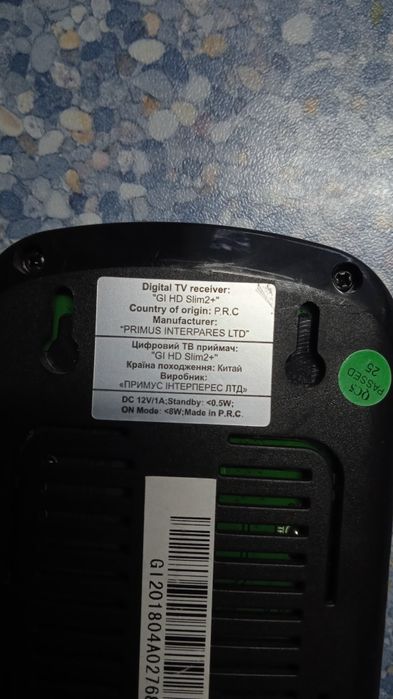 Digital TV receiver:
"GI HD Slim2+"
Country of origin: P.R.C
Manufacturer:
"PRIMUS INTERPARES LTD"
Цифровий ТВ приймач:
"GI HD Slim2+"
Країна походження: Китай
Виробник:
«ПРИМУС ІНТЕРПЕРЕС ЛТД»
DC 12V/1A;Standby: <0.5W;
ON Mode: <8W;Made in P.R.C.
QC5
PASSED
25
GI201804A0276